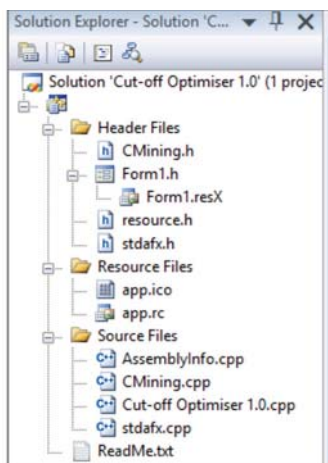 Solution Explorer - Solution 'C...
Solution 'Cut-off Optimiser 1.0' (1 projec
Header Files
h CMining.h
Form1.h
Form1.resX
h resource.h
h stdafx.h
Resource Files
app.ico
app.rc
Source Files
C++ AssemblyInfo.cpp
C++ CMining.cpp
C++ Cut-off Optimiser 1.0.cpp
C++ stdafx.cpp
ReadMe.txt